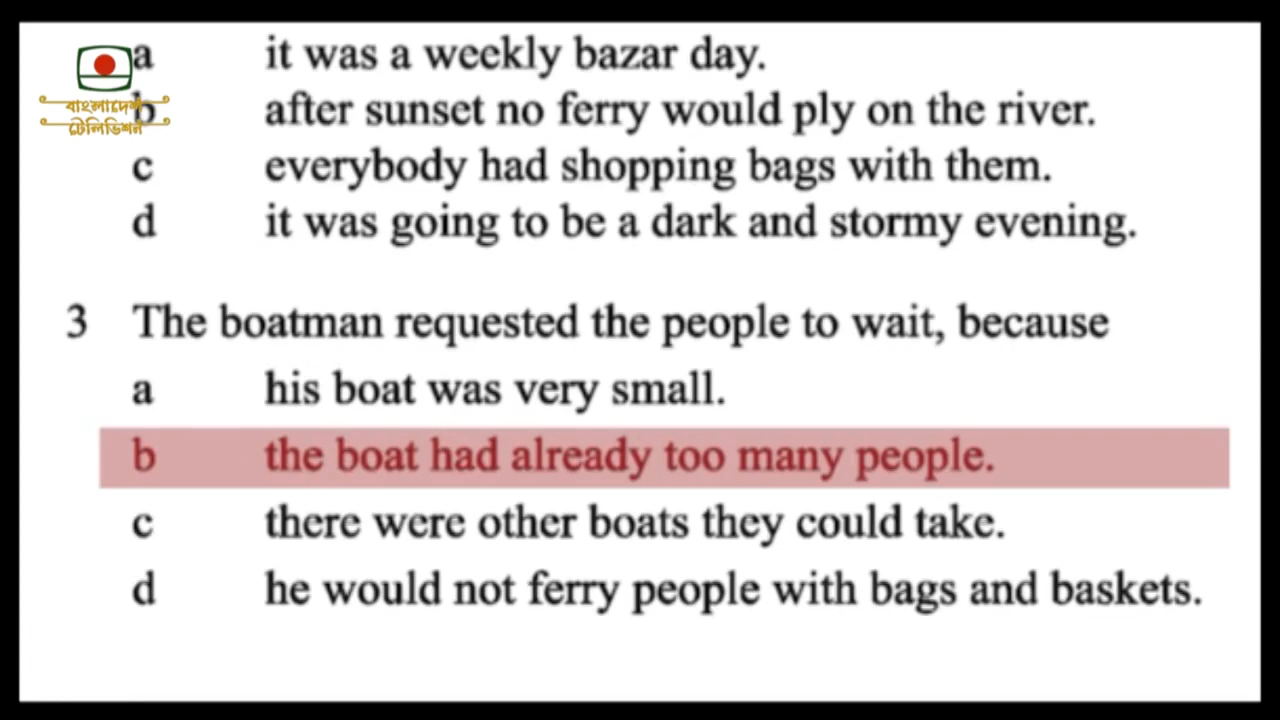 a it was a weekly bazar day.
বাংলাদেশ
টেলিভিশন
b after sunset no ferry would ply on the river.
c everybody had shopping bags with them.
d it was going to be a dark and stormy evening.
3 The boatman requested the people to wait, because
a his boat was very small.
b the boat had already too many people.
c there were other boats they could take.
d he would not ferry people with bags and baskets.